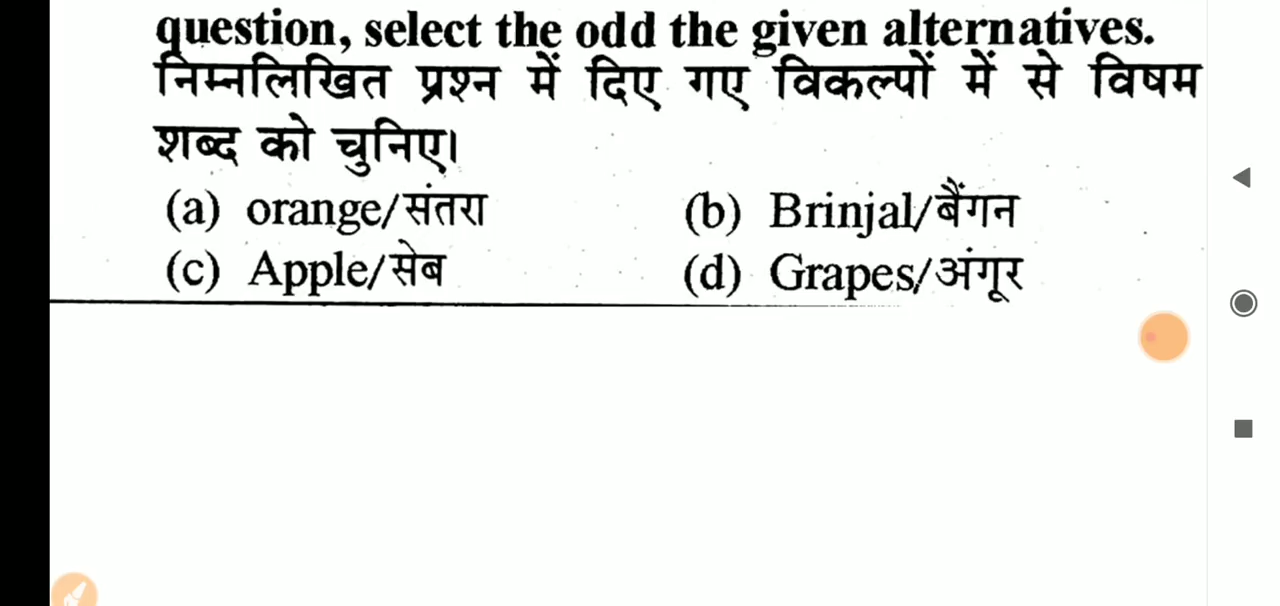 question, select the odd the given alternatives.
निम्नलिखित प्रश्न में दिए गए विकल्पों में से विषम
शब्द को चुनिए।
(a) orange/संतरा (b) Brinjal/बैंगन
(c) Apple/सेब (d) Grapes/अंगूर